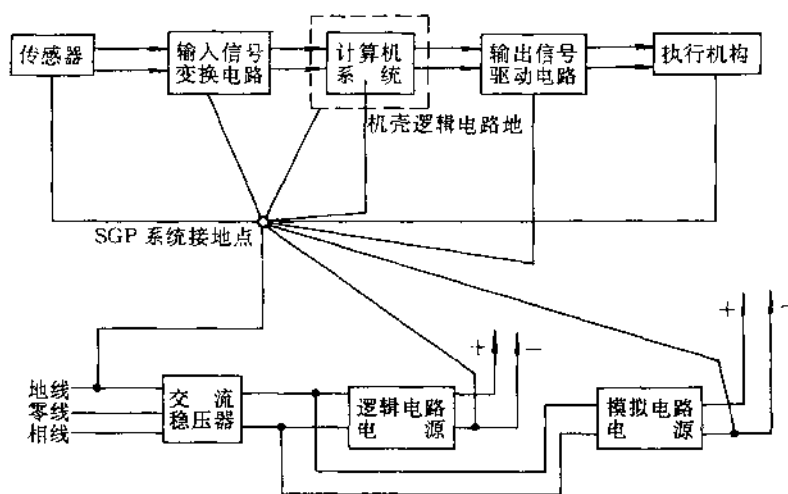 传感器
输入信号
变换电路
计算机
系统
输出信号
驱动电路
执行机构
机壳逻辑电路地
SGP 系统接地点
地线
零线
相线
交流
稳压器
逻辑电路
电源
+ -
模拟电路
电源
+ -